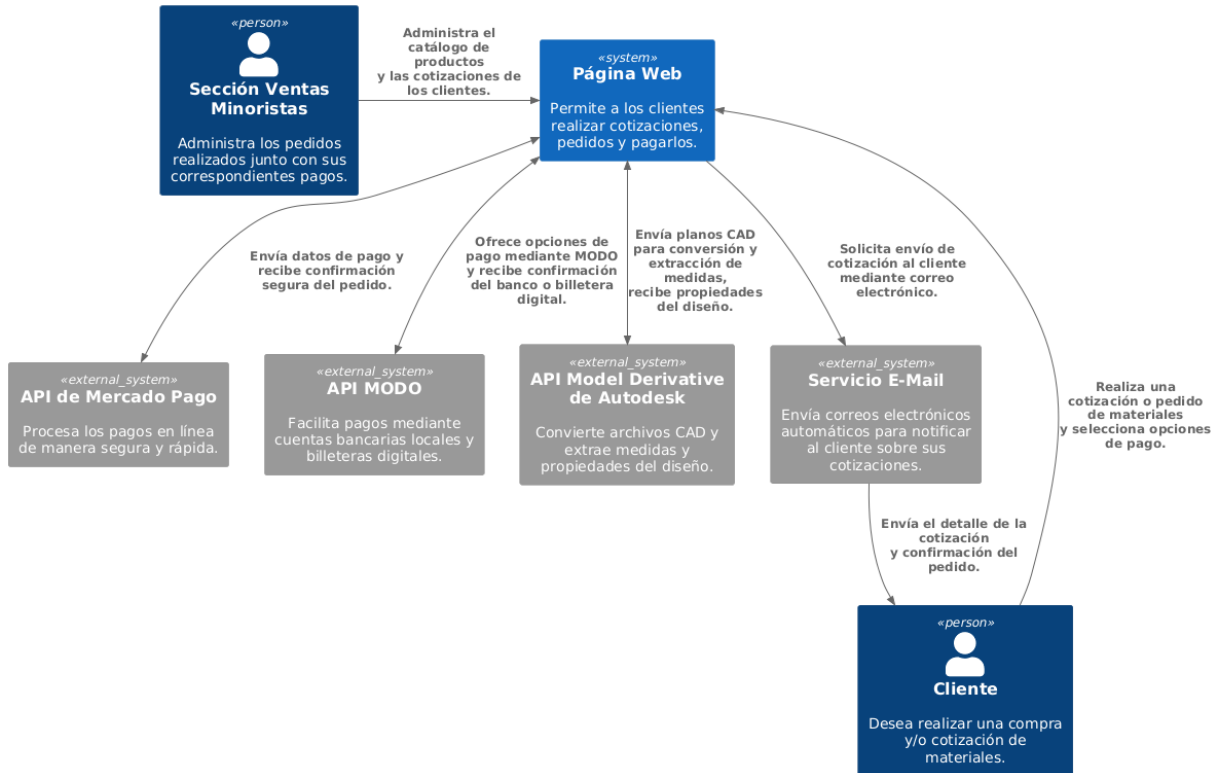 «person»
Sección Ventas
Minoristas
Administra los pedidos
realizados junto con sus
correspondientes pagos.
Administra el
catálogo de
productos
y las cotizaciones de
los clientes.
«system»
Página Web
Permite a los clientes
realizar cotizaciones,
pedidos y pagarlos.
Envía datos de pago y
recibe confirmación
segura del pedido.
Ofrece opciones de
pago mediante MODO
y recibe confirmación
del banco o billetera
digital.
Envía planos CAD
para conversión y
extracción de
medidas,
recibe propiedades
del diseño.
Solicita envío de
cotización al cliente
mediante correo
electrónico.
«external_system»
API de Mercado Pago
Procesa los pagos en línea
de manera segura y rápida.
«external_system»
API MODO
Facilita pagos mediante
cuentas bancarias locales y
billeteras digitales.
«external_system»
API Model Derivative
de Autodesk
Convierte archivos CAD y
extrae medidas y
propiedades del diseño.
«external_system»
Servicio E-Mail
Envía correos electrónicos
automáticos para notificar
al cliente sobre sus
cotizaciones.
Realiza una
cotización o pedido
de materiales
y selecciona opciones
de pago.
Envía el detalle de la
cotización
y confirmación del
pedido.
«person»
Cliente
Desea realizar una compra
y/o cotización de
materiales.